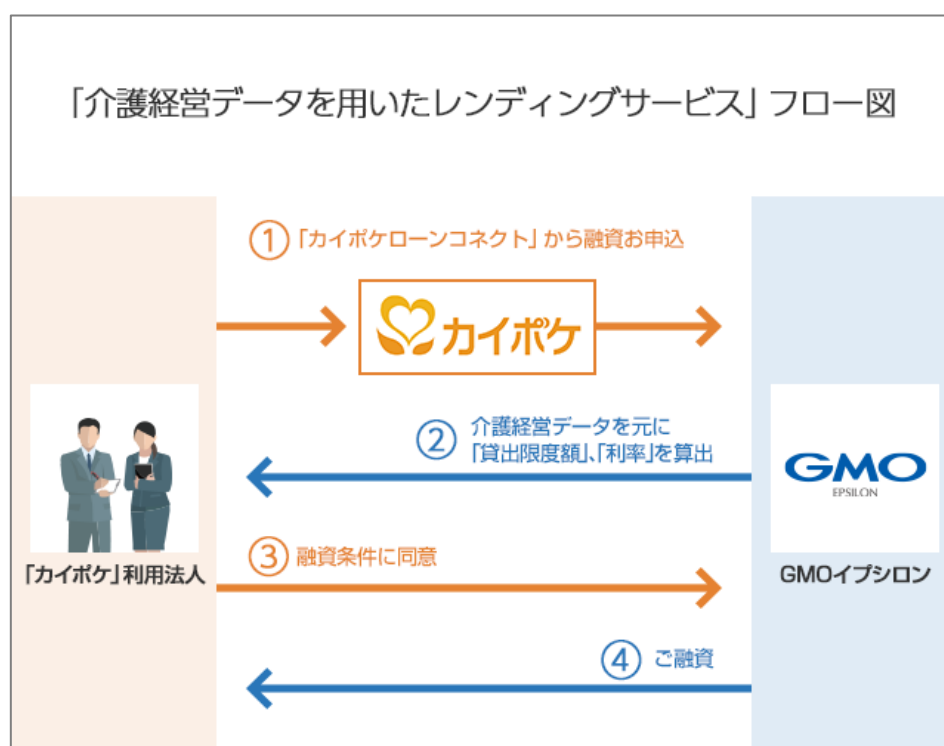 「介護経営データを用いたレンディングサービス」フロー図
① 「カイポケローンコネクト」から融資お申込
カイポケ
② 介護経営データを元に
「貸出限度額」、「利率」を算出
GMO
EPSILON
③ 融資条件に同意
「カイポケ」利用法人
GMOイプシロン
④ ご融資